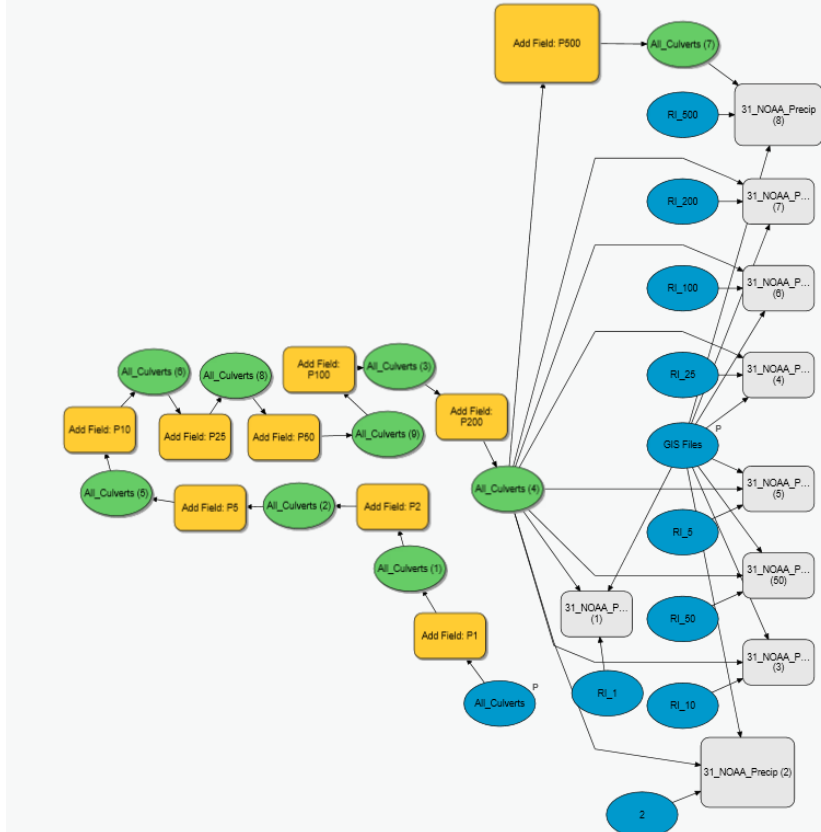 Add Field: P500
All_Culverts (7)
31_NOAA_Precip
(8)
RI_500
RI_200
31_NOAA_P...
(7)
RI_100
31_NOAA_P...
(6)
All_Culverts (6)
All_Culverts (8)
Add Field:
P100
All_Culverts (3)
RI_25
31_NOAA_P...
(4)
Add Field: P10
Add Field: P25
Add Field: P50
All_Culverts (9)
Add Field:
P200
P
GIS Files
All_Culverts (5)
Add Field: P5
All_Culverts (2)
Add Field: P2
All_Culverts (4)
31_NOAA_P...
(5)
RI_5
All_Culverts (1)
31_NOAA_P...
(50)
31_NOAA_P...
(1)
RI_50
Add Field: P1
31_NOAA_P...
(3)
P
All_Culverts
RI_1
RI_10
31_NOAA_Precip (2)
2